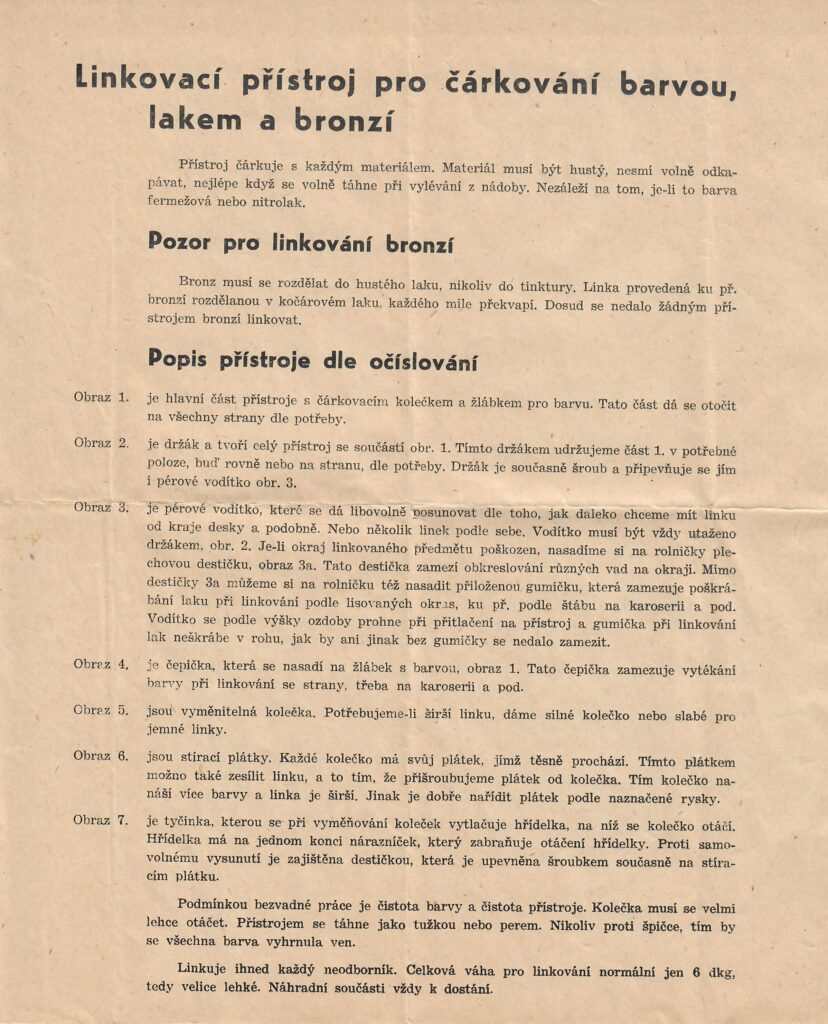 Linkovací přístroj pro čárkování barvou,
lakem a bronzí
Přístroj čárkuje s každým materiálem. Materiál musí být hustý, nesmí volně odka-
pávat, nejlépe když se volně táhne při vylévání z nádoby. Nezáleží na tom, je-li to barva
fermežová nebo nitrolak.
Pozor pro linkování bronzí
Bronz musí se rozdělat do hustého laku, nikoliv do tinktury. Linka provedená ku př.
bronzí rozdělanou v kočárovém laku, každého mile překvapí. Dosud se nedalo žádným pří-
strojem bronzí linkovat.
Popis přístroje dle očíslování
Obraz 1. je hlavní část přístroje s čárkovacím kolečkem a žlábkem pro barvu. Tato část dá se otočit
na všechny strany dle potřeby.
Obraz 2. je držák a tvoří celý přístroj se součástí obr. 1. Tímto držákem udržujeme část 1. v potřebné
poloze, buď rovně nebo na stranu, dle potřeby. Držák je současně šroub a připevňuje se jím
i pérové vodítko obr. 3.
Obraz 3. je pérové vodítko, které se dá libovolně posunovat dle toho, jak daleko chceme mít linku
od kraje desky a podobně. Nebo několik linek podle sebe. Vodítko musí být vždy utaženo
držákem, obr. 2. Je-li okraj linkovaného předmětu poškozen, nasadíme si na rolničky ple-
chovou destičku, obraz 3a. Tato destička zamezí obkreslování různých vad na okraji. Mimo
destičky 3a můžeme si na rolničku též nasadit přiloženou gumičku, která zamezuje poškrá-
bání laku při linkování podle lisovaných okras, ku př. podle štábu na karoserii a pod.
Vodítko se podle výšky ozdoby prohne při přitlačení na přístroj a gumička při linkování
lak neškrábe v rohu, jak by ani jinak bez gumičky se nedalo zamezit.
Obraz 4. je čepička, která se nasadí na žlábek s barvou, obraz 1. Tato čepička zamezuje vytékání
barvy při linkování se strany, třeba na karoserii a pod.
Obraz 5. jsou vyměnitelná kolečka. Potřebujeme-li širší linku, dáme silné kolečko nebo slabé pro
jemné linky.
Obraz 6. jsou stírací plátky. Každé kolečko má svůj plátek, jímž těsně prochází. Tímto plátkem
možno také zesílit linku, a to tím, že přišroubujeme plátek od kolečka. Tím kolečko na-
náší více barvy a linka je širší. Jinak je dobře nařídit plátek podle naznačené rysky.
Obraz 7. je tyčinka, kterou se při vyměňování koleček vytlačuje hřídelka, na níž se kolečko otáčí.
Hřídelka má na jednom konci nárazníček, který zabraňuje otáčení hřídelky. Proti samo-
volnému vysunutí je zajištěna destičkou, která je upevněna šroubkem současně na stíra-
cím plátku.
Podmínkou bezvadné práce je čistota barvy a čistota přístroje. Kolečka musí se velmi
lehce otáčet. Přístrojem se táhne jako tužkou nebo perem. Nikoliv proti špičce, tím by
se všechna barva vyhrnula ven.
Linkuje ihned každý neodborník. Celková váha pro linkování normální jen 6 dkg,
tedy velice lehké. Náhradní součásti vždy k dostání.